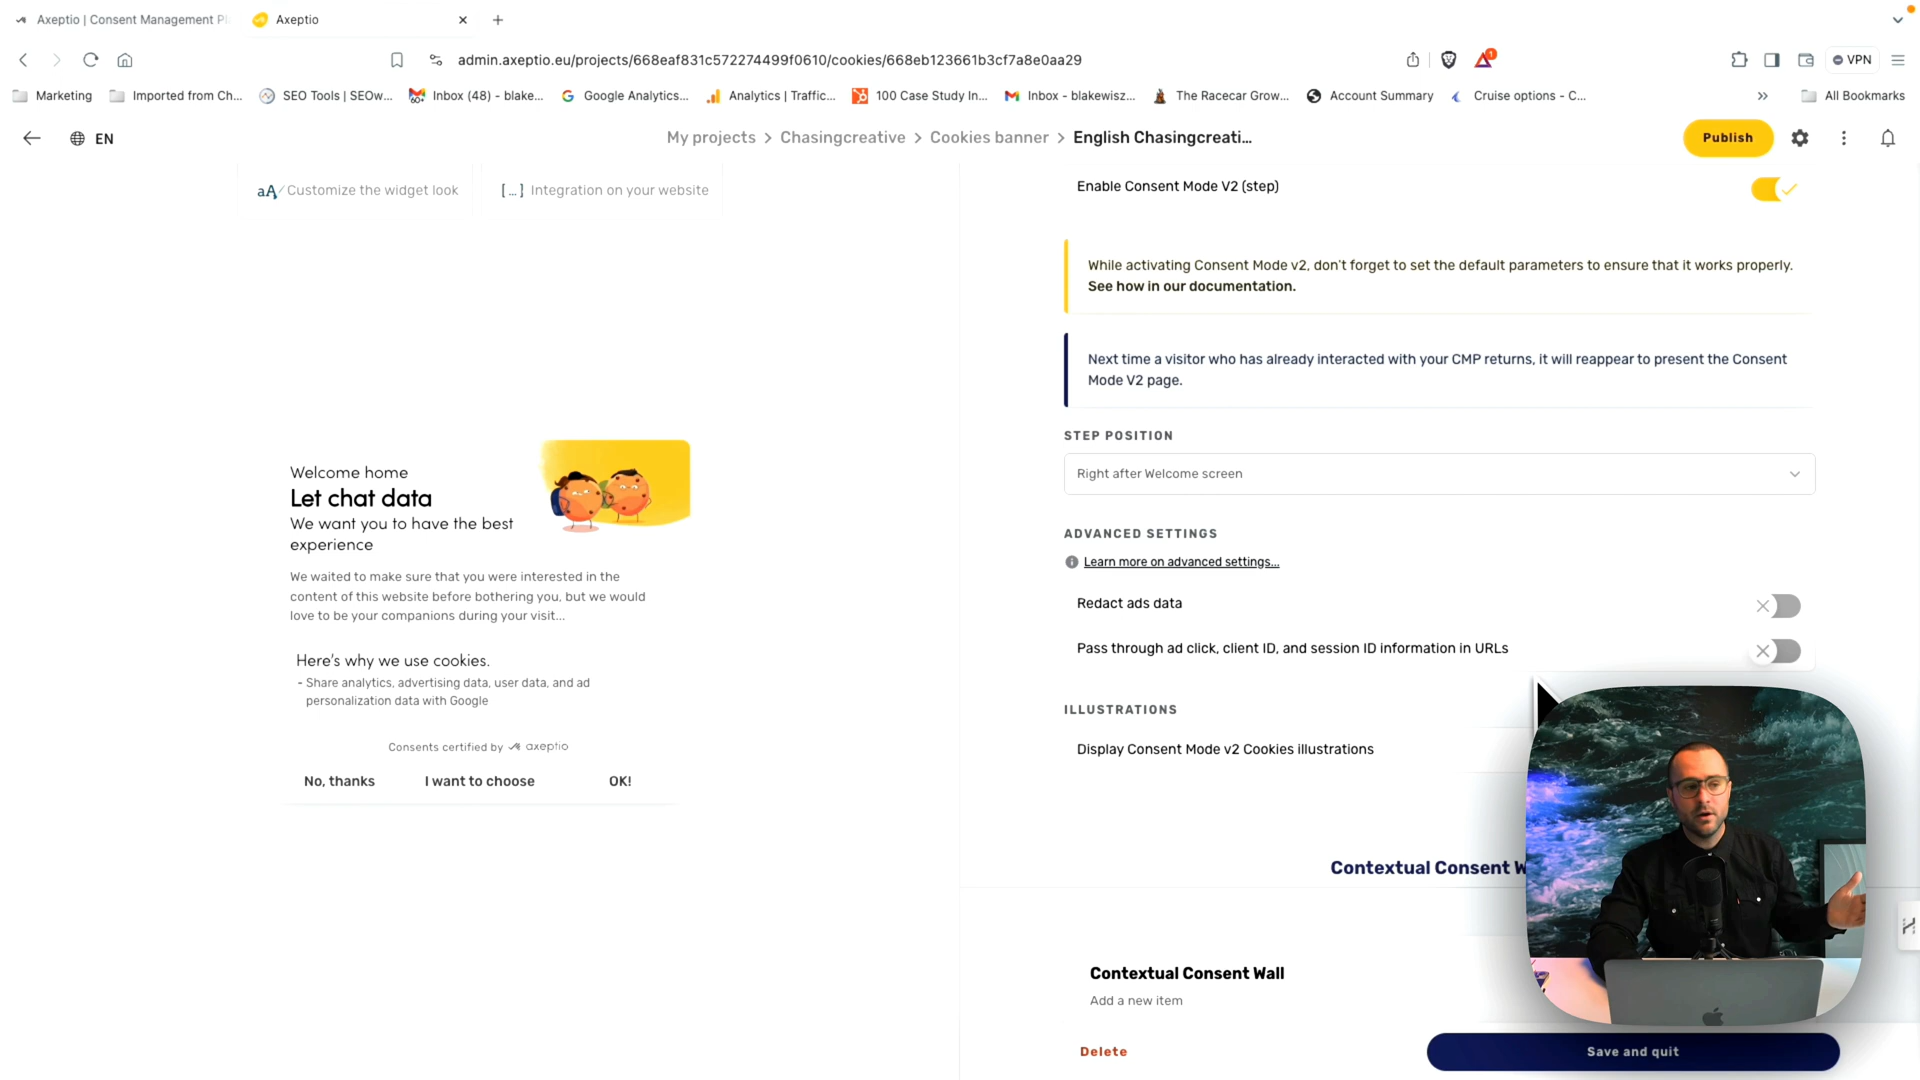 Axeptio | Consent Management Pl
Axeptio
admin.axeptio.eu/projects/668eaf831c572274499f0610/cookies/668eb123661b3cf7a8e0aa29
1
VPN
Marketing
Imported from Ch...
SEO Tools | SEOw...
Inbox (48) - blake...
Google Analytics...
Analytics | Traffic...
100 Case Study In...
Inbox - blakewisz...
The Racecar Grow...
Account Summary
Cruise options - C...
All Bookmarks
EN
My projects > Chasingcreative > Cookies banner > English Chasingcreati...
Publish
aA Customize the widget look
[...] Integration on your website
Welcome home
Let chat data
We want you to have the best
experience
We waited to make sure that you were interested in the
content of this website before bothering you, but we would
love to be your companions during your visit...
Here's why we use cookies.
- Share analytics, advertising data, user data, and ad
personalization data with Google
Consents certified by axeptio
No, thanks
I want to choose
OK!
Enable Consent Mode V2 (step)
While activating Consent Mode v2, don't forget to set the default parameters to ensure that it works properly.
See how in our documentation.
Next time a visitor who has already interacted with your CMP returns, it will reappear to present the Consent
Mode V2 page.
STEP POSITION
Right after Welcome screen
ADVANCED SETTINGS
Learn more on advanced settings...
Redact ads data
Pass through ad click, client ID, and session ID information in URLs
ILLUSTRATIONS
Display Consent Mode v2 Cookies illustrations
Contextual Consent W
Contextual Consent Wall
Add a new item
Delete
Save and quit